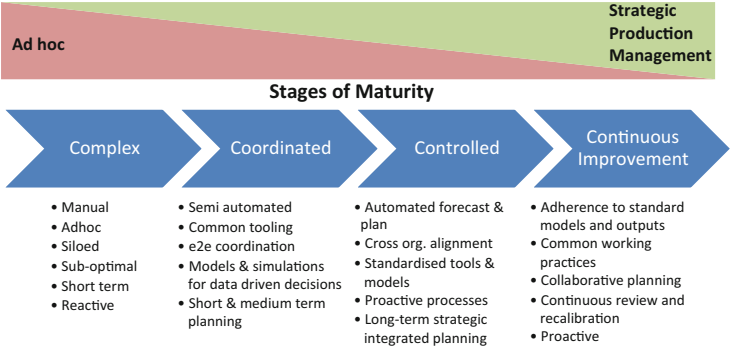 Ad hoc
Strategic
Production
Management
Stages of Maturity
Complex
Coordinated
Controlled
Continuous
Improvement
• Manual
• Adhoc
• Siloed
• Sub-optimal
• Short term
• Reactive
• Semi automated
• Common tooling
• e2e coordination
• Models & simulations
for data driven decisions
• Short & medium term
planning
• Automated forecast &
plan
• Cross org. alignment
• Standardised tools &
models
• Proactive processes
• Long-term strategic
integrated planning
• Adherence to standard
models and outputs
• Common working
practices
• Collaborative planning
• Continuous review and
recalibration
• Proactive